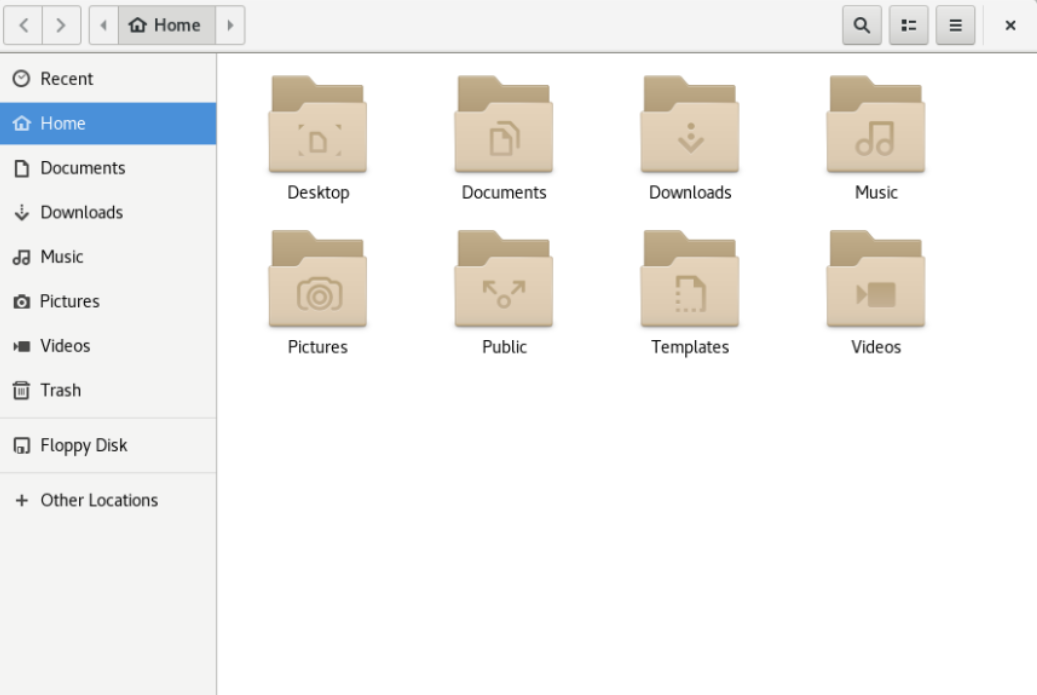 Home
Recent
Home
Documents
Downloads
Music
Pictures
Videos
Trash
Floppy Disk
Other Locations
Desktop Documents Downloads Music
Pictures Public Templates Videos